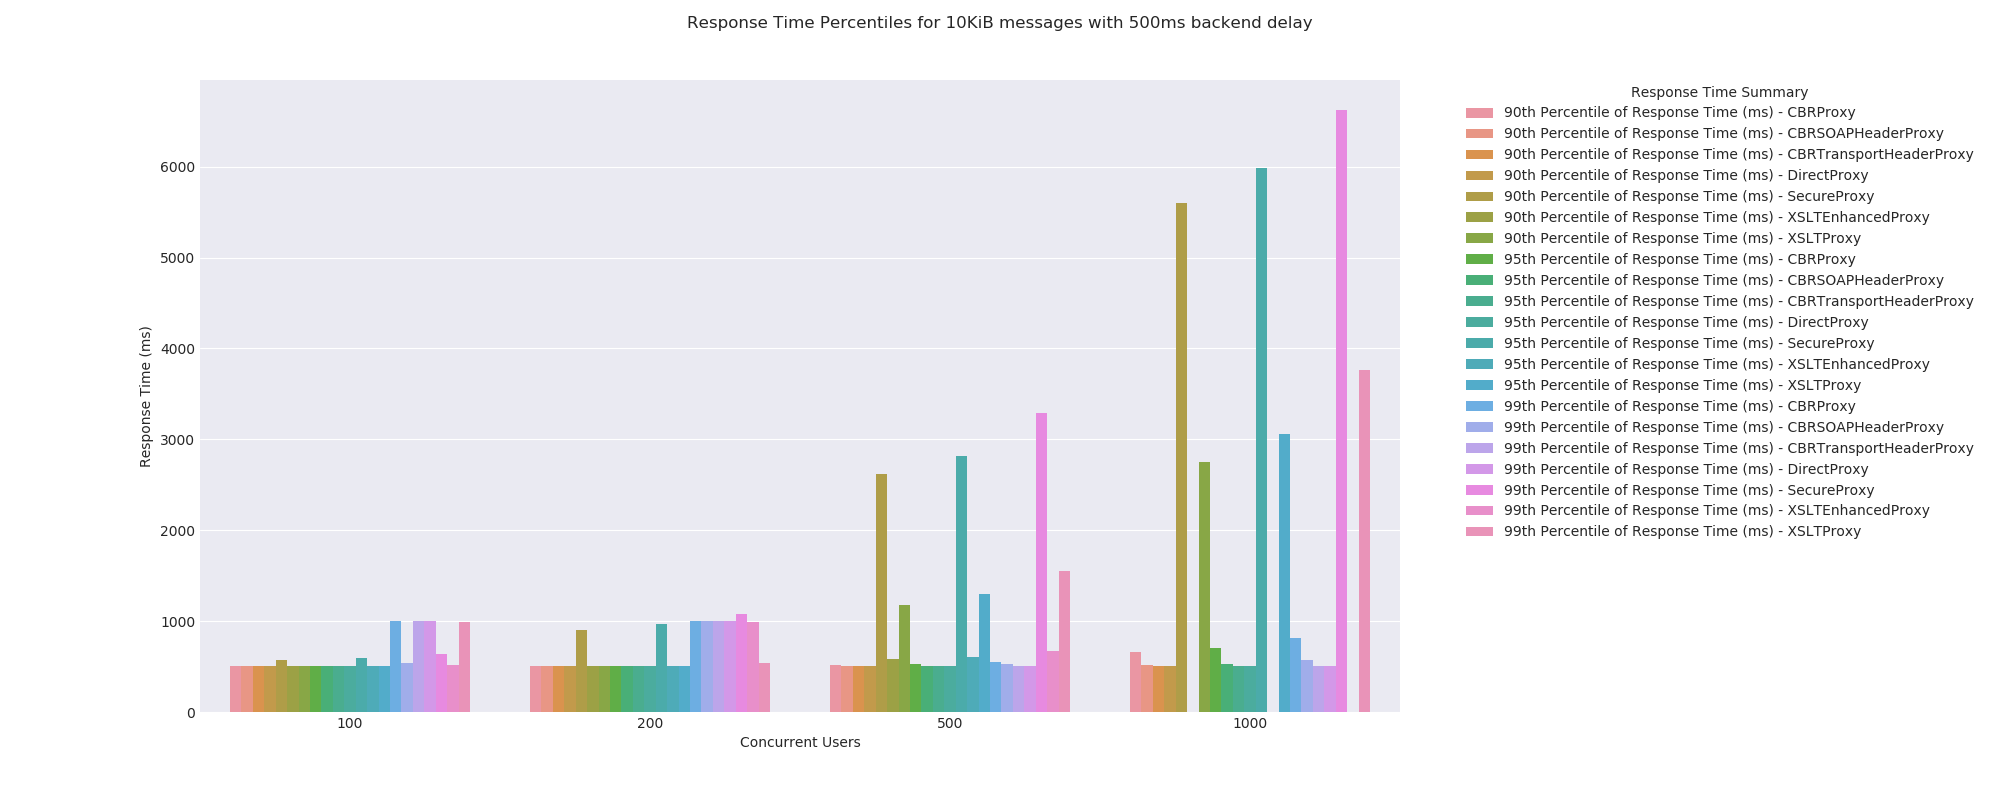 Response Time Percentiles for 10KiB messages with 500ms backend delay
Response Time (ms)
6000
5000
4000
3000
2000
1000
0
100
200
500
1000
Concurrent Users
Response Time Summary
90th Percentile of Response Time (ms) - CBRProxy
90th Percentile of Response Time (ms) - CBRSOAPHeaderProxy
90th Percentile of Response Time (ms) - CBRTransportHeaderProxy
90th Percentile of Response Time (ms) - DirectProxy
90th Percentile of Response Time (ms) - SecureProxy
90th Percentile of Response Time (ms) - XSLTEnhancedProxy
90th Percentile of Response Time (ms) - XSLTProxy
95th Percentile of Response Time (ms) - CBRProxy
95th Percentile of Response Time (ms) - CBRSOAPHeaderProxy
95th Percentile of Response Time (ms) - CBRTransportHeaderProxy
95th Percentile of Response Time (ms) - DirectProxy
95th Percentile of Response Time (ms) - SecureProxy
95th Percentile of Response Time (ms) - XSLTEnhancedProxy
95th Percentile of Response Time (ms) - XSLTProxy
99th Percentile of Response Time (ms) - CBRProxy
99th Percentile of Response Time (ms) - CBRSOAPHeaderProxy
99th Percentile of Response Time (ms) - CBRTransportHeaderProxy
99th Percentile of Response Time (ms) - DirectProxy
99th Percentile of Response Time (ms) - SecureProxy
99th Percentile of Response Time (ms) - XSLTEnhancedProxy
99th Percentile of Response Time (ms) - XSLTProxy